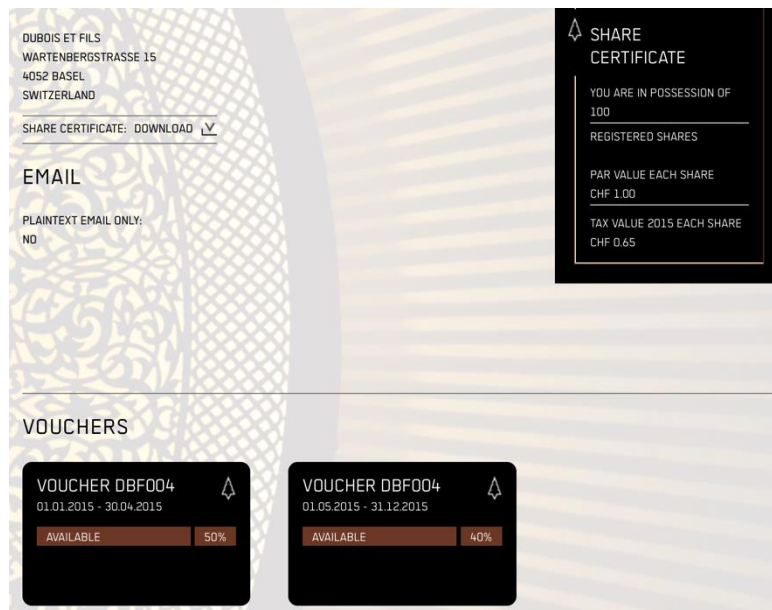 DUBOIS ET FILS
WARTENBERGSTRASSE 15
4052 BASEL
SWITZERLAND
SHARE CERTIFICATE: DOWNLOAD
EMAIL
PLAINTEXT EMAIL ONLY:
NO
SHARE
CERTIFICATE
YOU ARE IN POSSESSION OF
100
REGISTERED SHARES
PAR VALUE EACH SHARE
CHF 1.00
TAX VALUE 2015 EACH SHARE
CHF 0.65
VOUCHERS
VOUCHER DBF004
01.01.2015 - 30.04.2015
AVAILABLE 50%
VOUCHER DBF004
01.05.2015 - 31.12.2015
AVAILABLE 40%